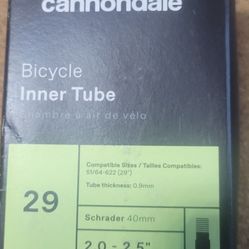 cannondale
Bicycle
Inner Tube
Chambre à air de vélo
Compatible Sizes / Tailles Compatibles:
51/64-622 (29")
Tube thickness: 0.9mm
29
Schrader 40mm
2.0 - 2.5"